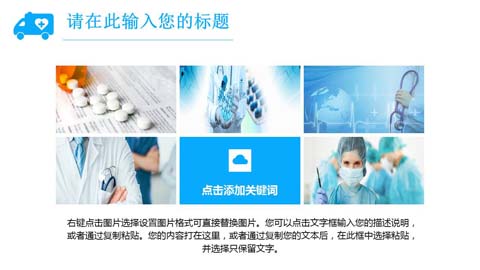 请在此输入您的标题
点击添加关键词
右键点击图片选择设置图片格式可直接替换图片。您可以点击文字框输入您的描述说明，
或者通过复制粘贴。您的内容打在这里，或者通过复制您的文本后，在此框中选择粘贴，
并选择只保留文字。